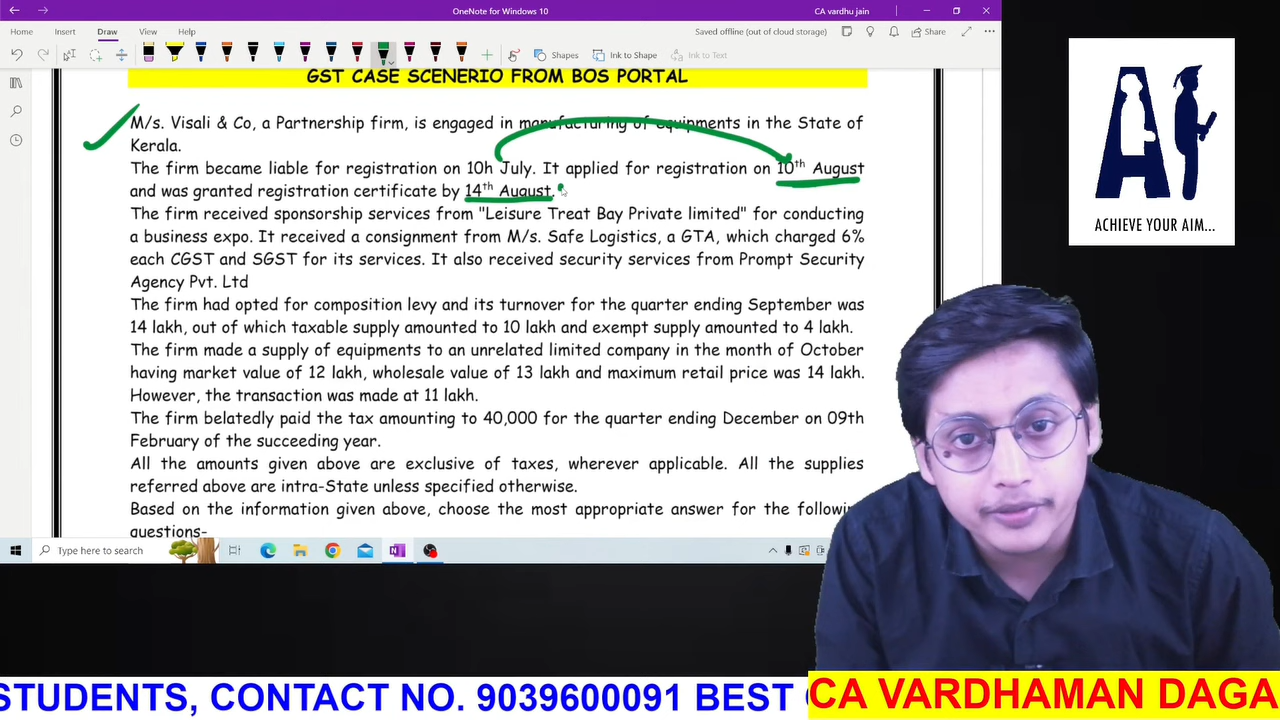 OneNote for Windows 10
CA vardhu jain
Home Insert Draw View Help
Saved offline (out of cloud storage)
Share
Shapes
Ink to Shape
Ink to Text
GST CASE SCENERIO FROM BOS PORTAL
M/s. Visali & Co, a Partnership firm, is engaged in manufacturing of equipments in the State of
Kerala.
The firm became liable for registration on 10h July. It applied for registration on 10th August
and was granted registration certificate by 14th August.
The firm received sponsorship services from "Leisure Treat Bay Private limited" for conducting
a business expo. It received a consignment from M/s. Safe Logistics, a GTA, which charged 6%
each CGST and SGST for its services. It also received security services from Prompt Security
Agency Pvt. Ltd
The firm had opted for composition levy and its turnover for the quarter ending September was
14 lakh, out of which taxable supply amounted to 10 lakh and exempt supply amounted to 4 lakh.
The firm made a supply of equipments to an unrelated limited company in the month of October
having market value of 12 lakh, wholesale value of 13 lakh and maximum retail price was 14 lakh.
However, the transaction was made at 11 lakh.
The firm belatedly paid the tax amounting to 40,000 for the quarter ending December on 09th
February of the succeeding year.
All the amounts given above are exclusive of taxes, wherever applicable. All the supplies
referred above are intra-State unless specified otherwise.
Based on the information given above, choose the most appropriate answer for the following
questions-
Type here to search
A
ACHIEVE YOUR AIM...
STUDENTS, CONTACT NO. 9039600091 BEST
CA VARDHAMAN DAGA